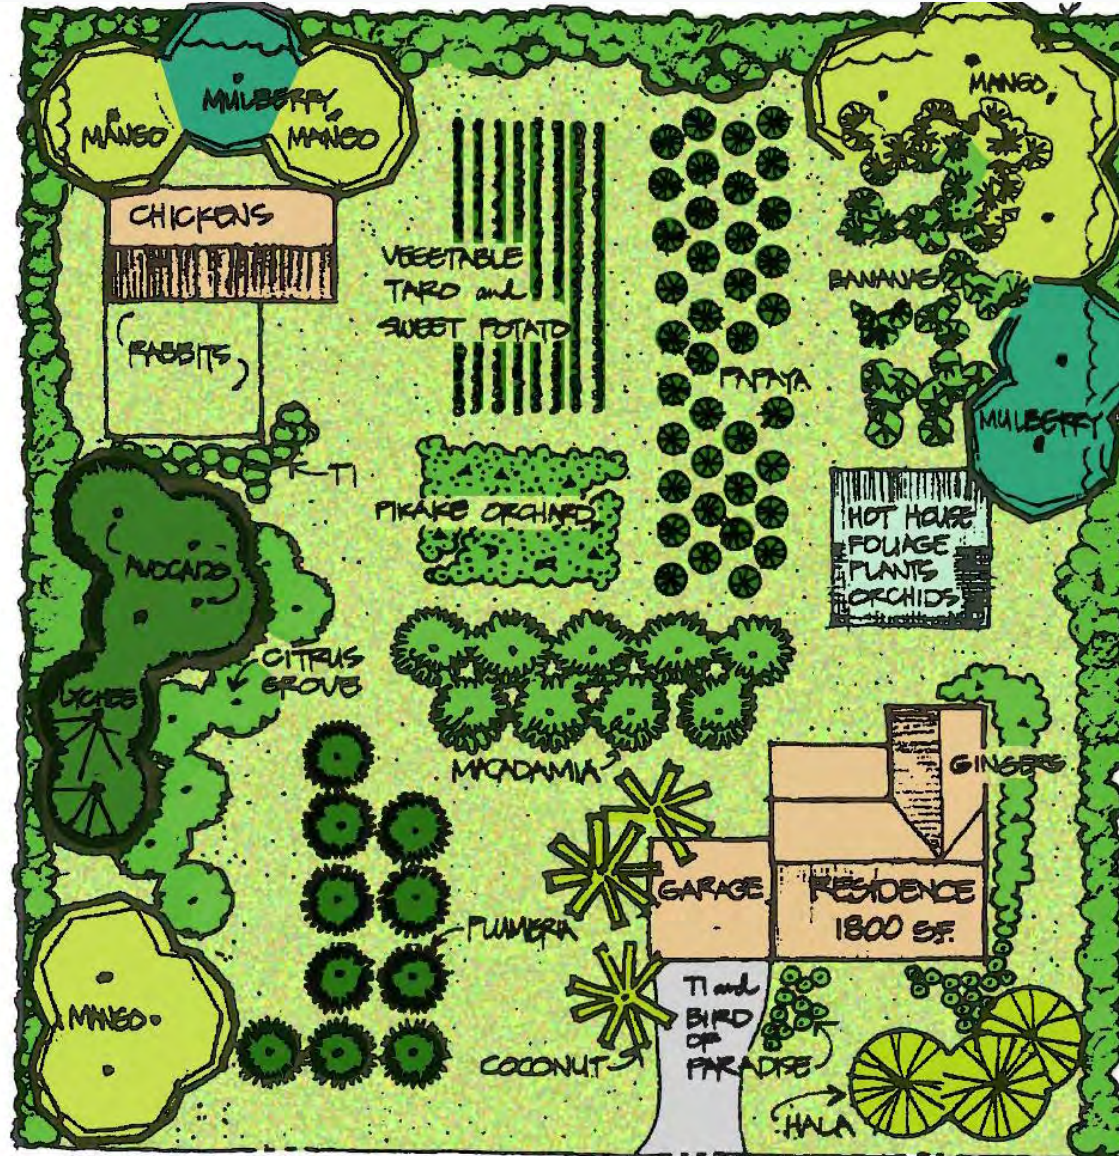 MULBERRY
MANGO
MANGO
MANGO
CHICKENS
VEGETABLE
TARO and
SWEET POTATO
RABBITS
BANANAS
PAPAYA
MULBERRY
TI
PIKAKE ORCHARD
HOT HOUSE
FOLIAGE
PLANTS
ORCHIDS
AVOCADO
CITRUS
GROVE
LYCHEE
MACADAMIA
GINGERS
GARAGE
RESIDENCE
1800 S.F.
PLUMERIA
MANGO
TI and
BIRD
OF
PARADISE
COCONUT
HALA